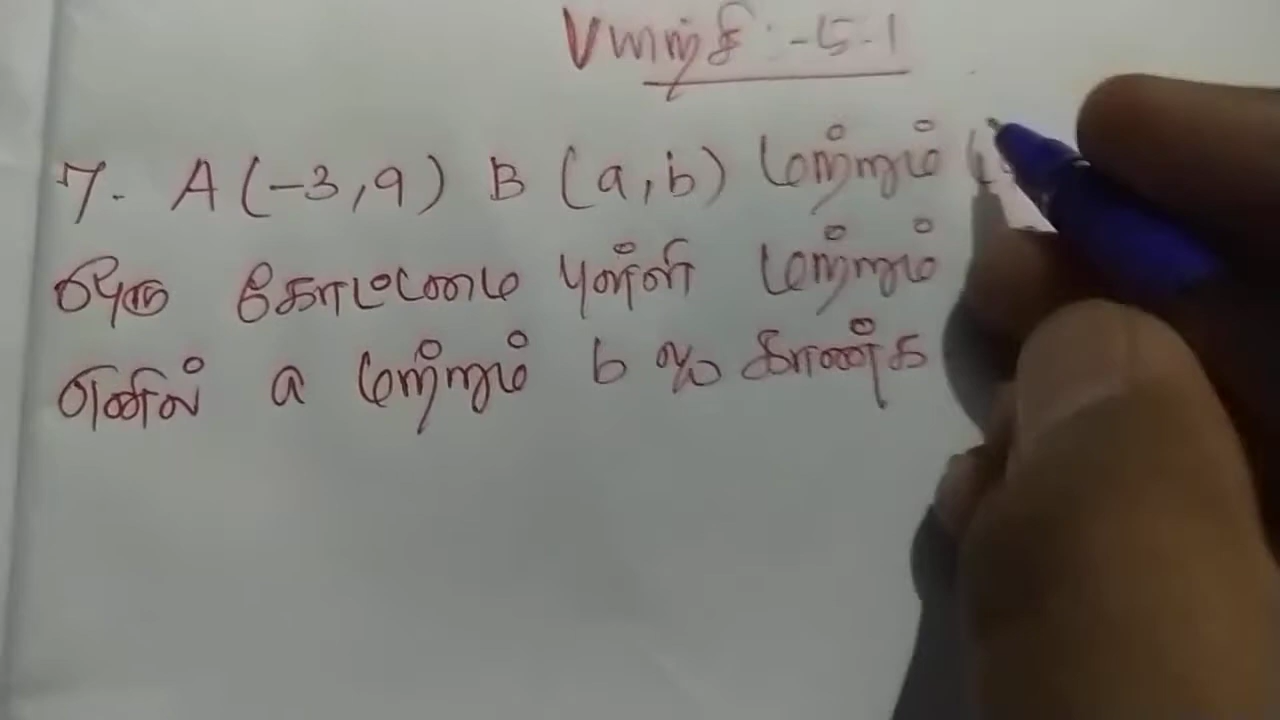 பயிற்சி :- 5.1
7. A (-3, 9) B (a, b) மற்றும் (
ஒரு கோடமை புள்ளி மற்றும்
எனில் a மற்றும் b ஐ காண்க